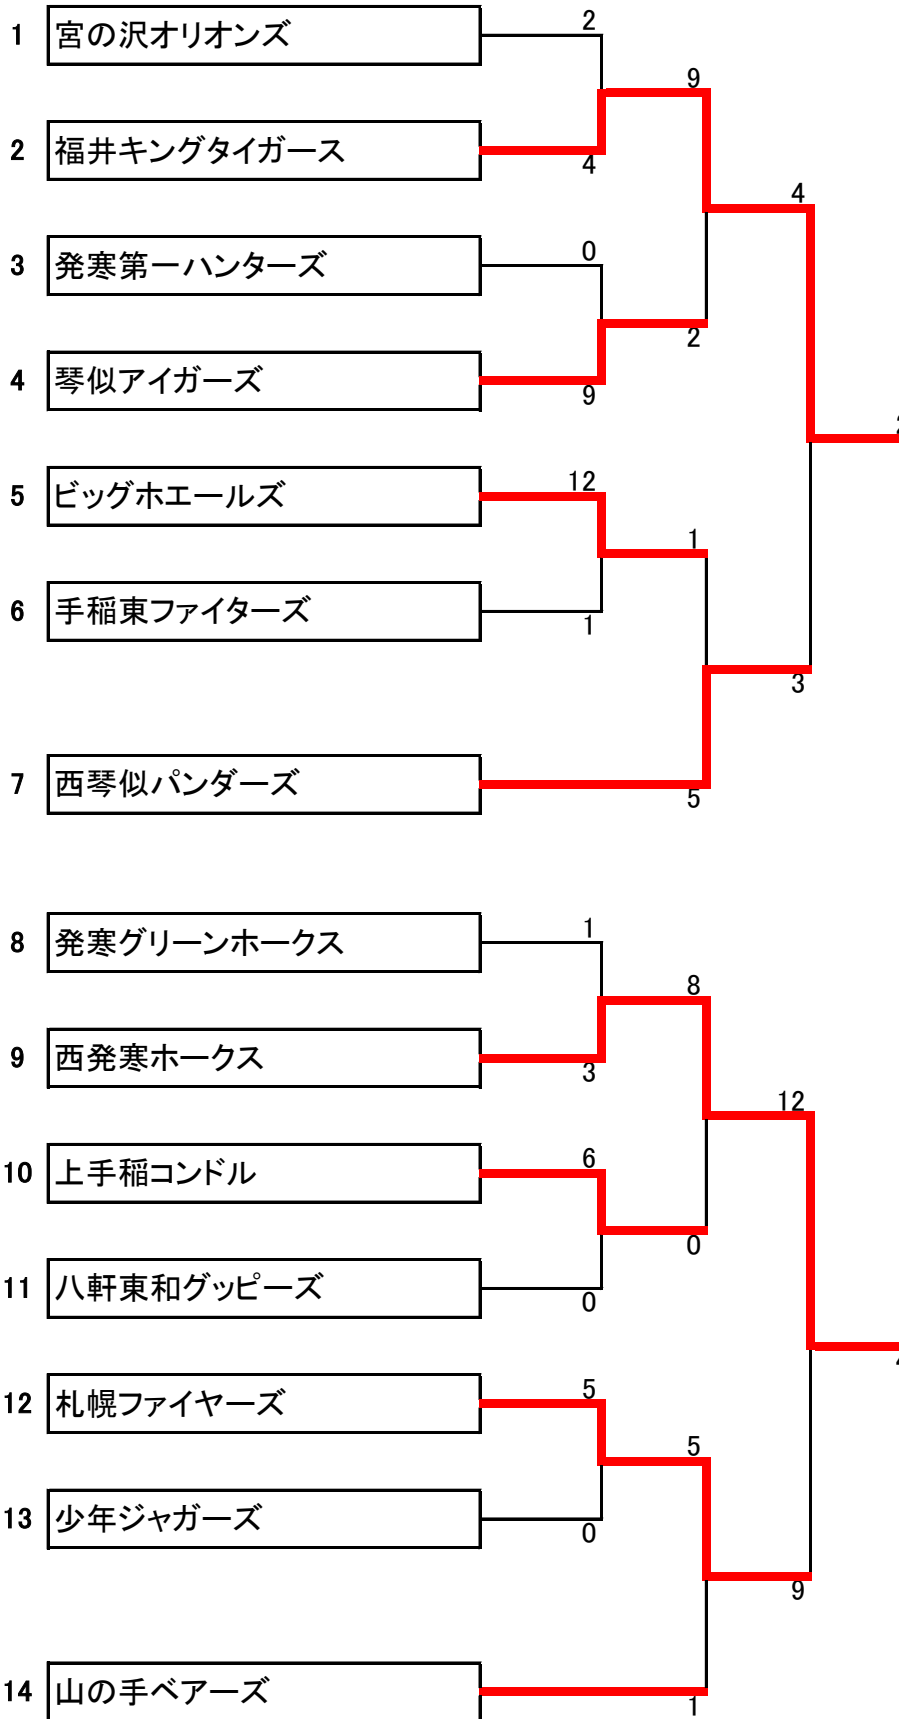 1 宮の沢オリオンズ 2
9
2 福井キングタイガース 4
4
3 発寒第一ハンターズ 0
2
4 琴似アイガーズ 9
5 ビッグホエールズ 12
1
6 手稲東ファイターズ 1
3
7 西琴似パンダーズ 5
8 発寒グリーンホークス 1
8
9 西発寒ホークス 3
12
10 上手稲コンドル 6
0
11 八軒東和グッピーズ 0
12 札幌ファイヤーズ 5
5
13 少年ジャガーズ 0
9
14 山の手ベアーズ 1